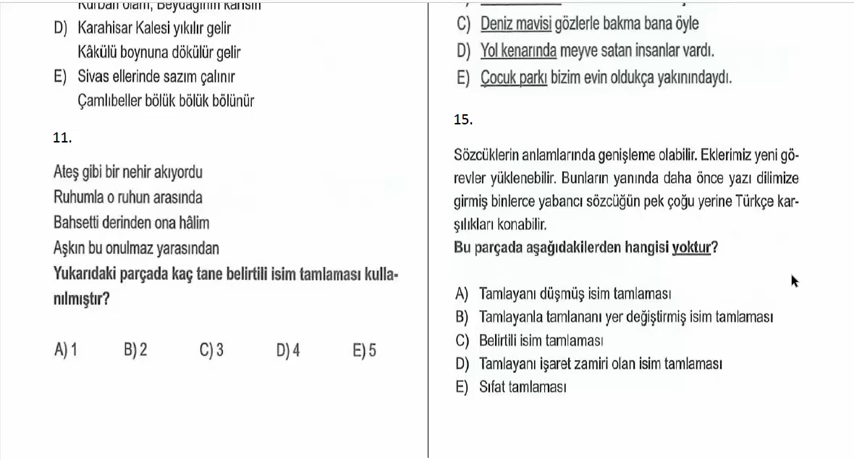 Kurban olam, Beydağının karısın
D) Karahisar Kalesi yıkılır gelir
Kâkülü boynuna dökülür gelir
E) Sivas ellerinde sazım çalınır
Çamlıbeller bölük bölük bölünür
11.
Ateş gibi bir nehir akıyordu
Ruhumla o ruhun arasında
Bahsetti derinden ona hâlim
Aşkın bu onulmaz yarasından
Yukarıdaki parçada kaç tane belirtili isim tamlaması kulla-
nılmıştır?
A) 1 B) 2 C) 3 D) 4 E) 5
C) Deniz mavisi gözlerle bakma bana öyle
D) Yol kenarında meyve satan insanlar vardı.
E) Çocuk parkı bizim evin oldukça yakınındaydı.
15.
Sözcüklerin anlamlarında genişleme olabilir. Eklerimiz yeni gö-
revler yüklenebilir. Bunların yanında daha önce yazı dilimize
girmiş binlerce yabancı sözcüğün pek çoğu yerine Türkçe kar-
şılıkları konabilir.
Bu parçada aşağıdakilerden hangisi yoktur?
A) Tamlayanı düşmüş isim tamlaması
B) Tamlayanla tamlananı yer değiştirmiş isim tamlaması
C) Belirtili isim tamlaması
D) Tamlayanı işaret zamiri olan isim tamlaması
E) Sıfat tamlaması